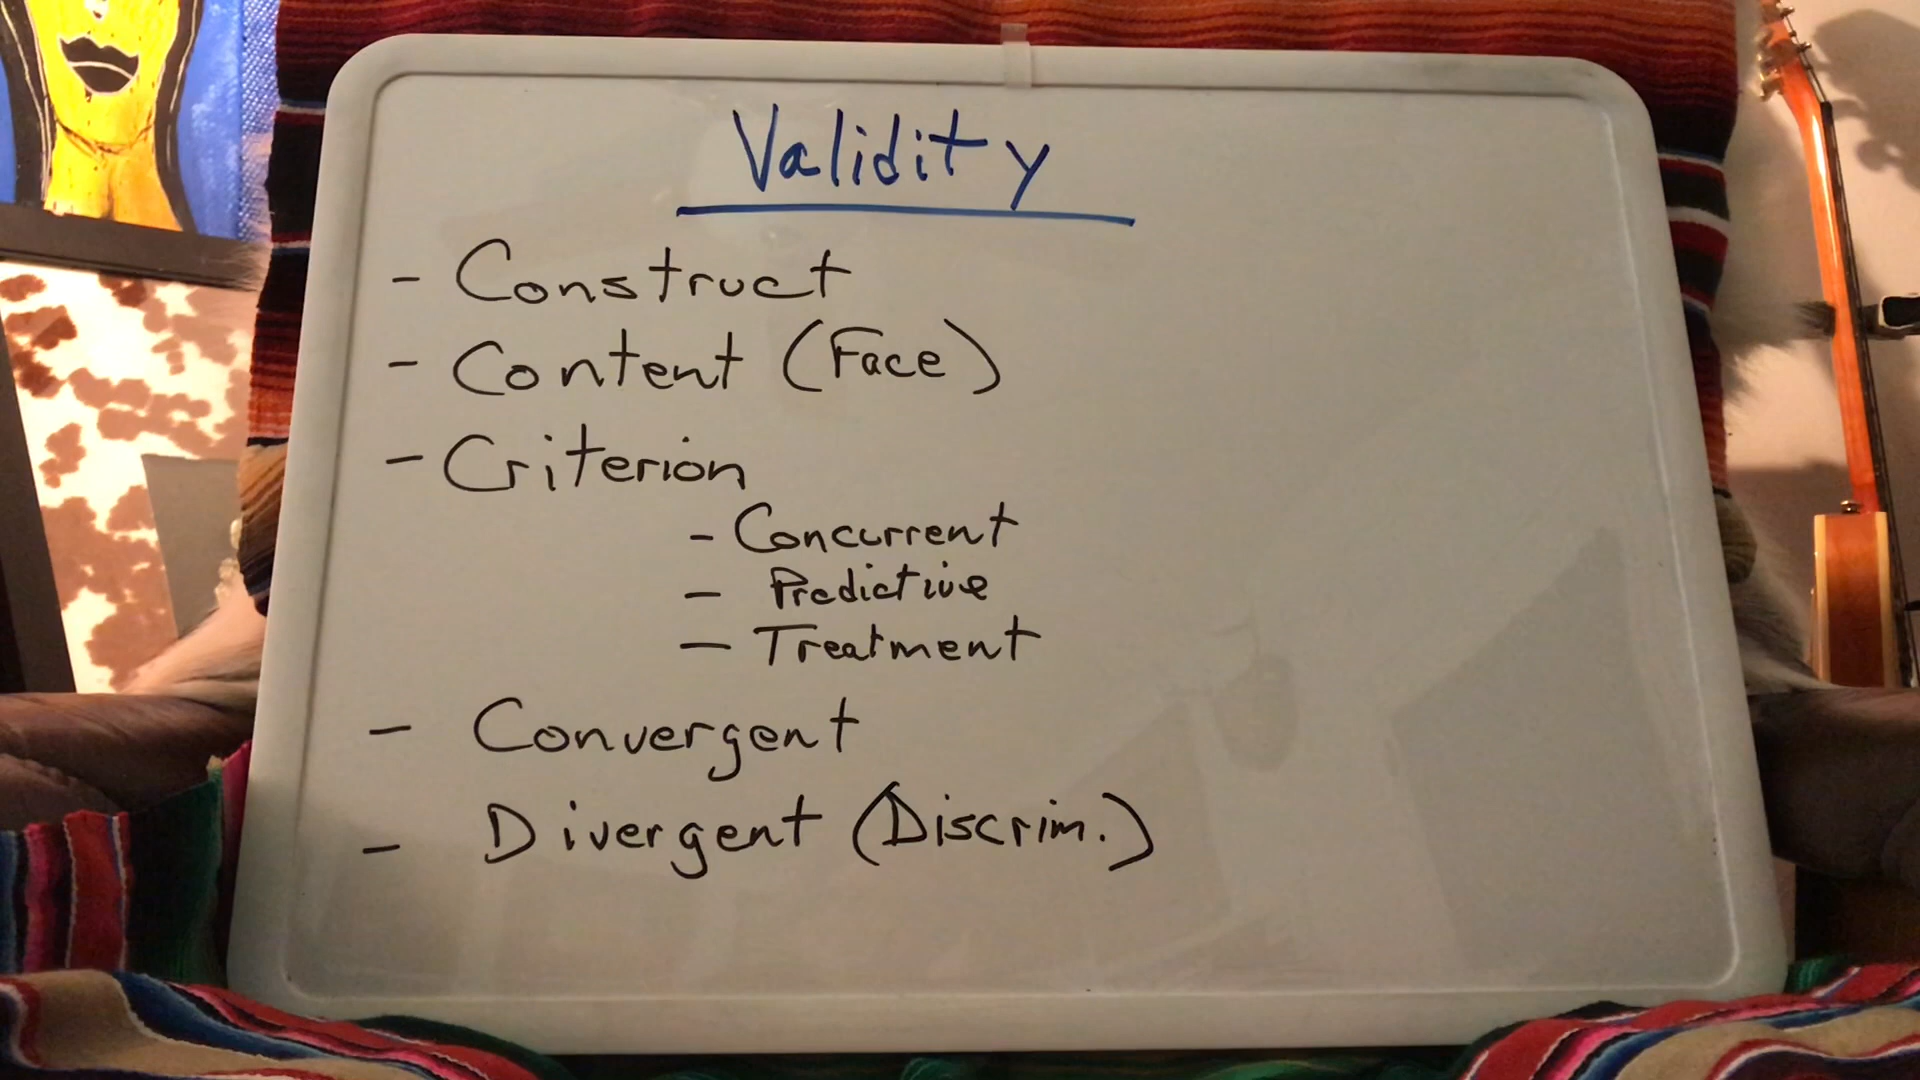 Validity
- Construct
- Content (Face)
- Criterion
- Concurrent
- Predictive
- Treatment
- Convergent
- Divergent (Discrim.)